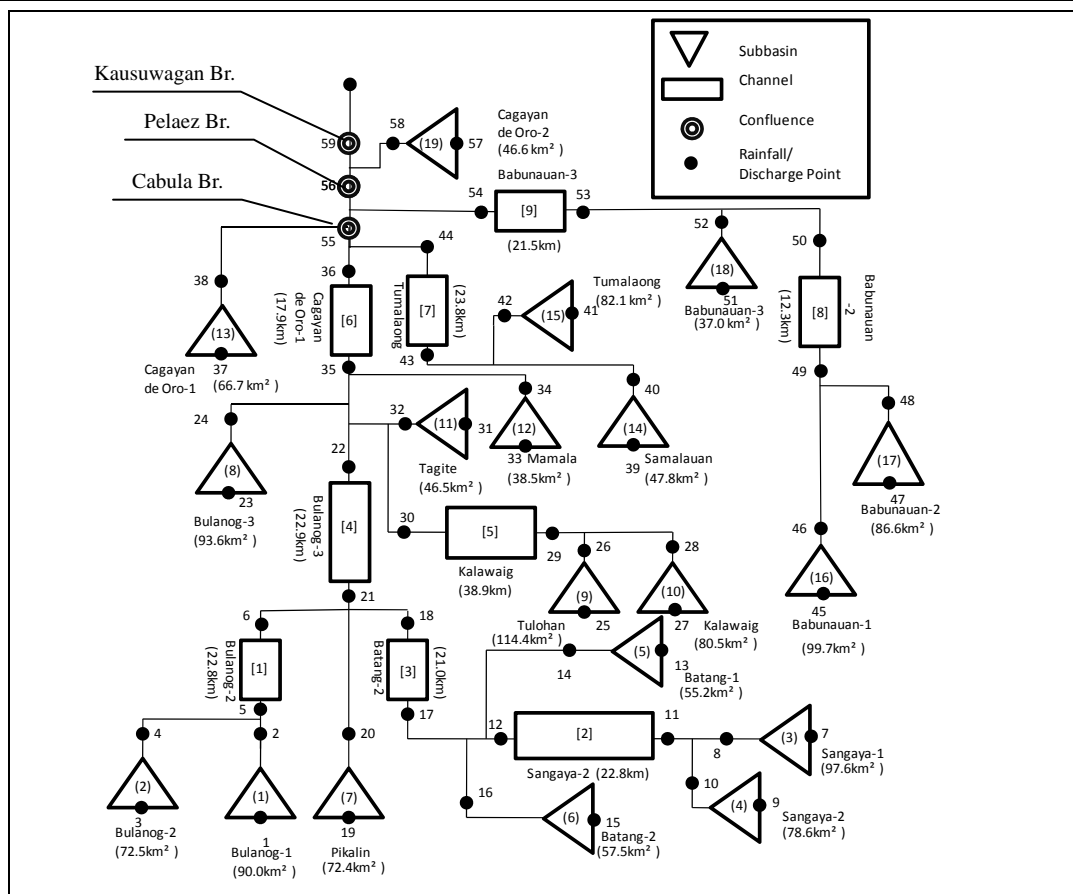 Kausuwagan Br.
Pelaez Br.
Cabula Br.
Subbasin
Channel
Confluence
Rainfall/
Discharge Point
59
58
(19)
57
Cagayan
de Oro-2
(46.6 km²)
56
Babunauan-3
54
[9]
53
(21.5km)
55
44
52
50
38
36
(18)
51
Babunauan-3
(37.0 km²)
[8]
Babunauan
-2
(12.3km)
49
[6]
Cagayan
de Oro-1
(17.9km)
[7]
Tumalaong
(23.8km)
42
(15)
41
Tumalaong
(82.1 km²)
43
(13)
37
Cagayan
de Oro-1
(66.7 km²)
35
34
40
48
24
32
(11)
31
Tagite
(46.5km²)
(12)
33 Mamala
(38.5km²)
(14)
39
Samalauan
(47.8km²)
(17)
47
Babunauan-2
(86.6km²)
22
(8)
23
Bulanog-3
(93.6km²)
[4]
Bulanog-3
(22.9km)
30
[5]
29
Kalawaig
(38.9km)
26
28
46
(9)
25
Tulohan
(114.4km²)
(10)
27
Kalawaig
(80.5km²)
(16)
45
Babunauan-1
(99.7km²)
21
6
18
[1]
Bulanog-2
(22.8km)
5
[3]
Batang-2
(21.0km)
17
14
(5)
13
Batang-1
(55.2km²)
4
2
20
12
[2]
11
Sangaya-2 (22.8km)
8
(3)
7
Sangaya-1
(97.6km²)
10
(4)
9
Sangaya-2
(78.6km²)
16
(6)
15
Batang-2
(57.5km²)
(2)
3
Bulanog-2
(72.5km²)
(1)
1
Bulanog-1
(90.0km²)
(7)
19
Pikalin
(72.4km²)